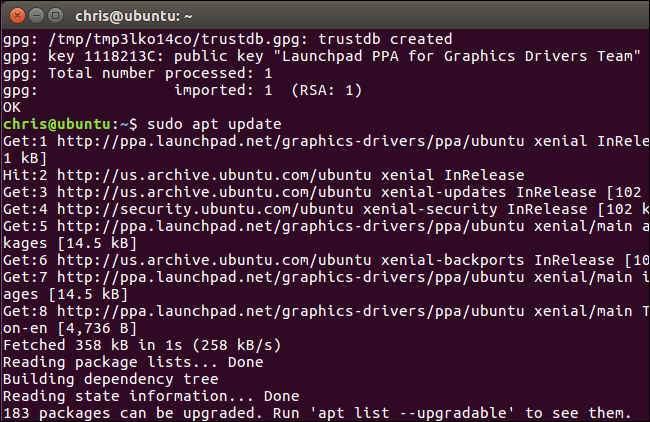 chris@ubuntu: ~
gpg: /tmp/tmp3lko14co/trustdb.gpg: trustdb created
gpg: key 1118213C: public key "Launchpad PPA for Graphics Drivers Team"
gpg: Total number processed: 1
gpg:               imported: 1  (RSA: 1)
OK
chris@ubuntu:~$ sudo apt update
Get:1 http://ppa.launchpad.net/graphics-drivers/ppa/ubuntu xenial InRele
1 kB]
Hit:2 http://us.archive.ubuntu.com/ubuntu xenial InRelease
Get:3 http://us.archive.ubuntu.com/ubuntu xenial-updates InRelease [102
Get:4 http://security.ubuntu.com/ubuntu xenial-security InRelease [102 k
Get:5 http://ppa.launchpad.net/graphics-drivers/ppa/ubuntu xenial/main a
kages [14.5 kB]
Get:6 http://us.archive.ubuntu.com/ubuntu xenial-backports InRelease [10
Get:7 http://ppa.launchpad.net/graphics-drivers/ppa/ubuntu xenial/main i
ages [14.5 kB]
Get:8 http://ppa.launchpad.net/graphics-drivers/ppa/ubuntu xenial/main T
on-en [4,736 B]
Fetched 358 kB in 1s (258 kB/s)
Reading package lists... Done
Building dependency tree
Reading state information... Done
183 packages can be upgraded. Run 'apt list --upgradable' to see them.